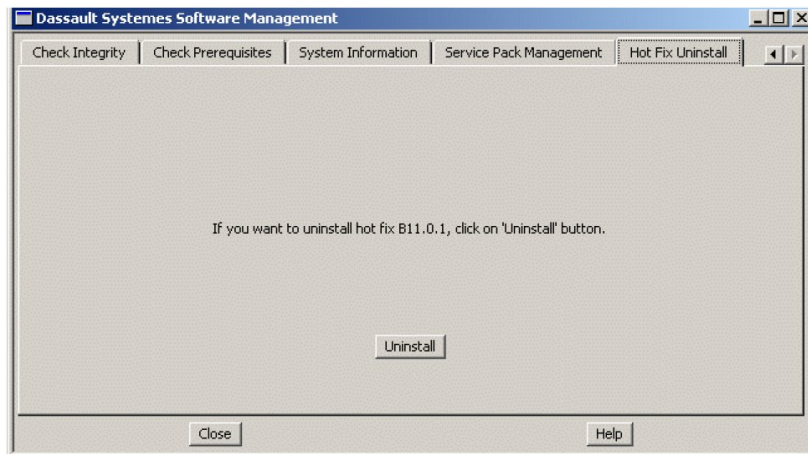 Dassault Systemes Software Management
Check Integrity Check Prerequisites System Information Service Pack Management Hot Fix Uninstall
If you want to uninstall hot fix B11.0.1, click on 'Uninstall' button.
Uninstall
Close Help